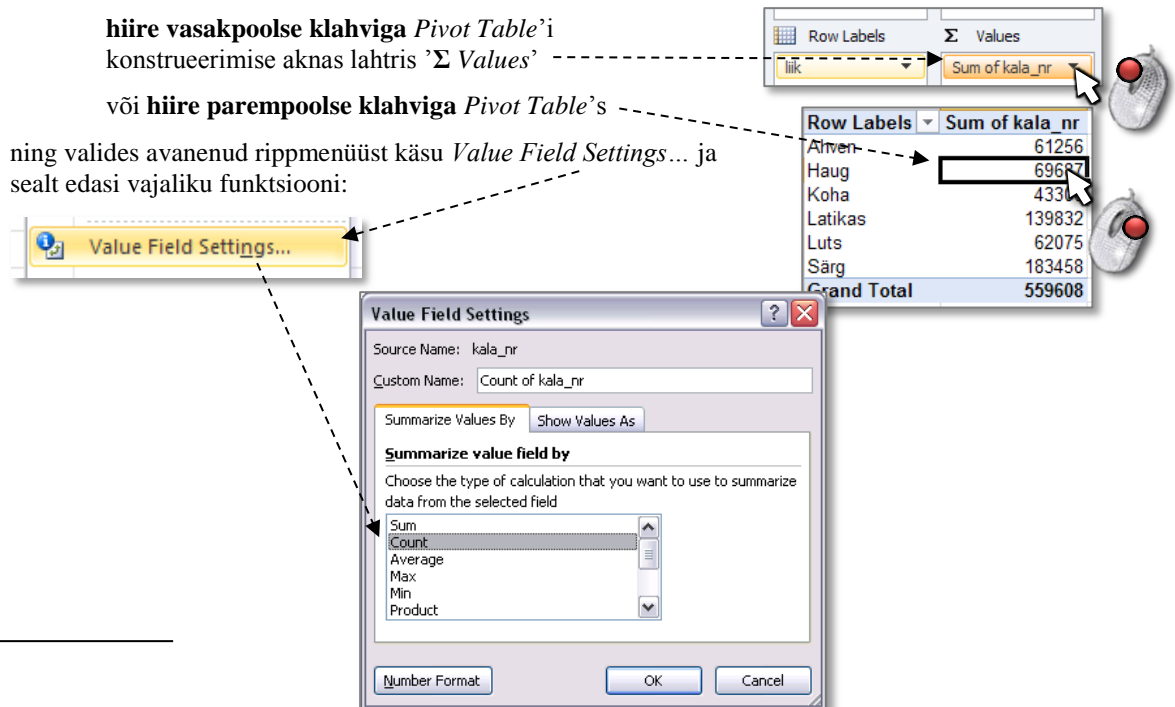 hiire vasakpoolse klahviga Pivot Table’i
konstrueerimise aknas lahtris ’Σ Values‘
või hiire parempoolse klahviga Pivot Table’s
ning valides avanenud rippmenüüst käsu Value Field Settings… ja
sealt edasi vajaliku funktsiooni:
Row Labels Σ Values
liik Sum of kala_nr
Row Labels Sum of kala_nr
Ahven 61256
Haug 69687
Koha
Latikas 139832
Luts 62075
Särg 183458
Grand Total 559608
Value Field Settings...
Value Field Settings
Source Name: kala_nr
Custom Name: Count of kala_nr
Summarize Values By Show Values As
Summarize value field by
Choose the type of calculation that you want to use to summarize
data from the selected field
Sum
Count
Average
Max
Min
Product
Number Format OK Cancel